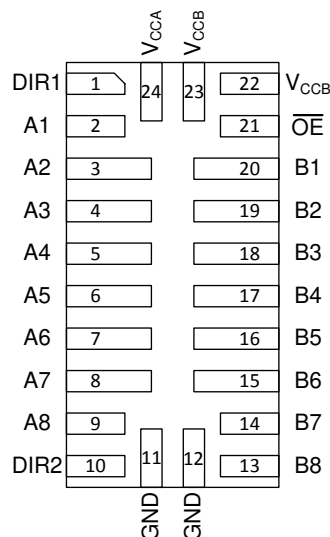 VCCA VCCB
DIR1 1 24 23 22 VCCB
A1 2 21 OE
A2 3 20 B1
A3 4 19 B2
A4 5 18 B3
A5 6 17 B4
A6 7 16 B5
A7 8 15 B6
A8 9 14 B7
DIR2 10 11 12 13 B8
GND GND